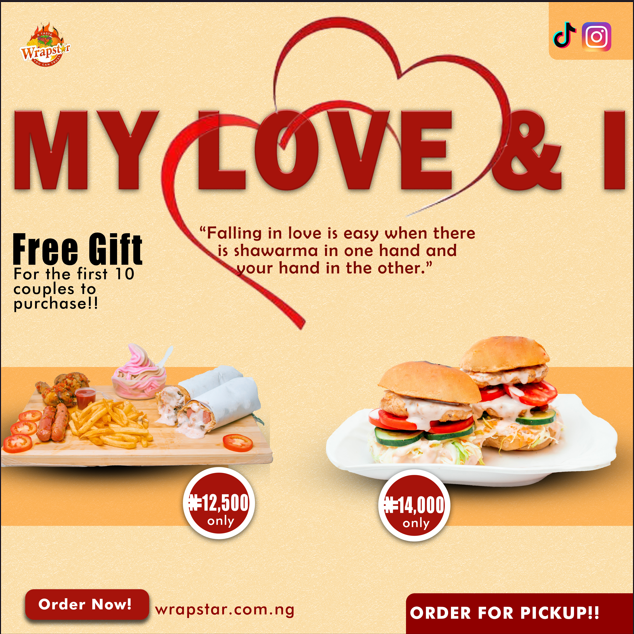 Wrapstar
MY LOVE & I
Free Gift
For the first 10
couples to
purchase!!
“Falling in love is easy when there
is shawarma in one hand and
your hand in the other.”
₦12,500
only
₦14,000
only
Order Now!
wrapstar.com.ng
ORDER FOR PICKUP!!